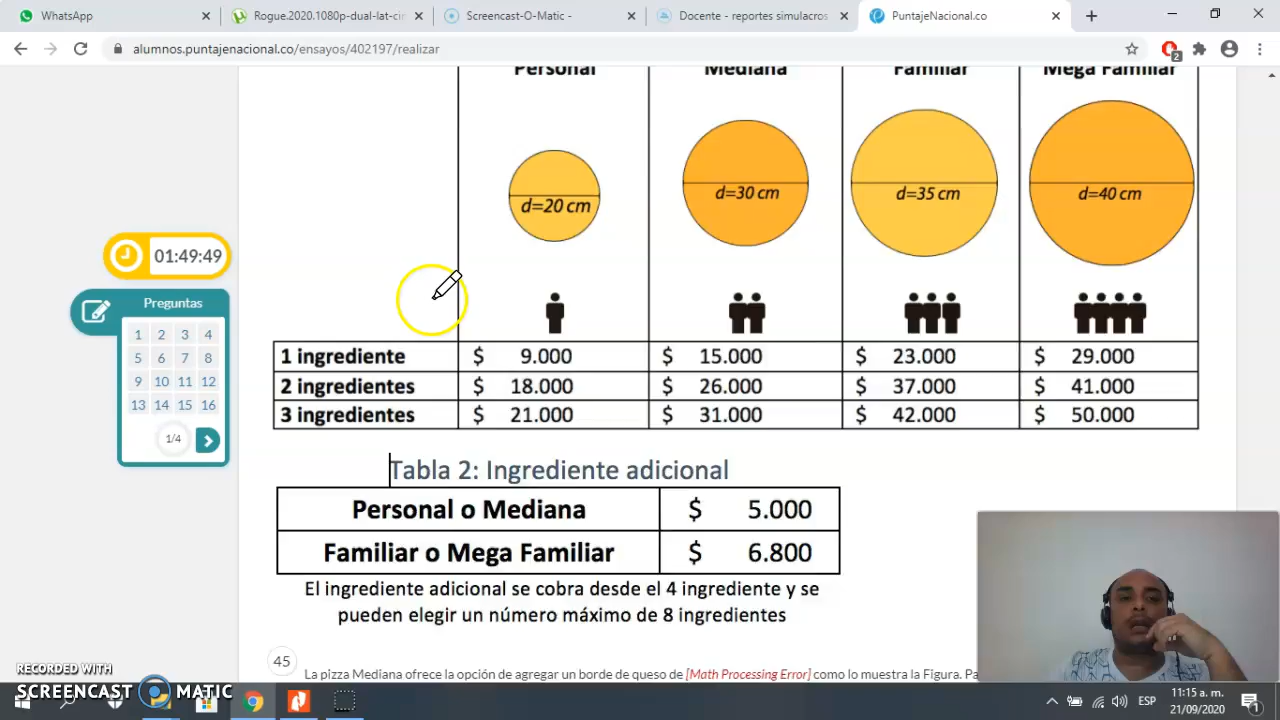 WhatsApp
Rogue.2020.1080p-dual-lat-cin
Screencast-O-Matic -
Docente - reportes simulacros
PuntajeNacional.co
alumnos.puntajenacional.co/ensayos/402197/realizar
2
Personal
Mediana
Familiar
Mega Familiar
d=20 cm
d=30 cm
d=35 cm
d=40 cm
01:49:49
Preguntas
1 2 3 4
5 6 7 8
9 10 11 12
13 14 15 16
1/4
1 ingrediente $ 9.000 $ 15.000 $ 23.000 $ 29.000
2 ingredientes $ 18.000 $ 26.000 $ 37.000 $ 41.000
3 ingredientes $ 21.000 $ 31.000 $ 42.000 $ 50.000
Tabla 2: Ingrediente adicional
Personal o Mediana $ 5.000
Familiar o Mega Familiar $ 6.800
El ingrediente adicional se cobra desde el 4 ingrediente y se
pueden elegir un número máximo de 8 ingredientes
45
La pizza Mediana ofrece la opción de agregar un borde de queso de [Math Processing Error] como lo muestra la Figura. Pa
RECORDED WITH
SCREENCAST MATIC
ESP
11:15 a. m.
21/09/2020
1